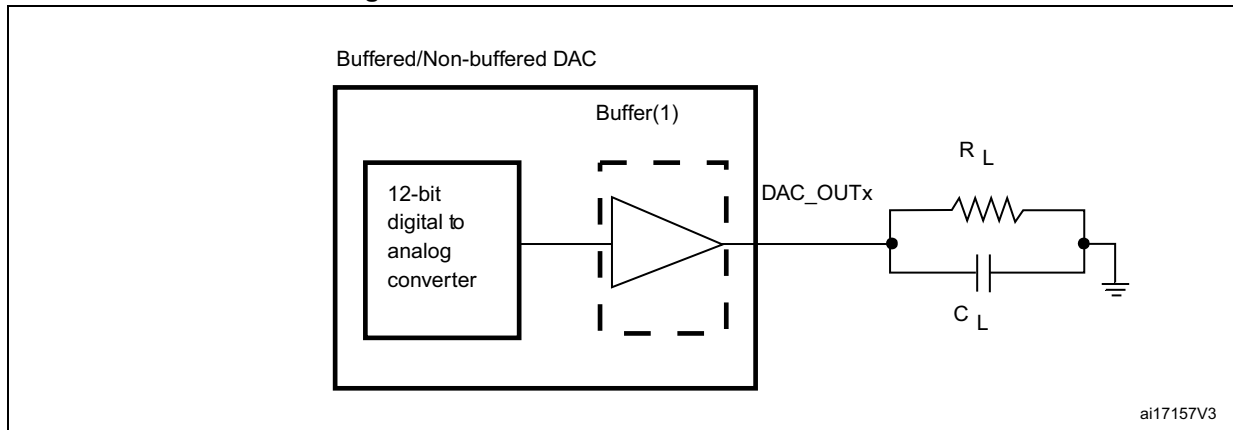 Buffered/Non-buffered DAC
Buffer(1)
12-bit
digital to
analog
converter
DAC_OUTx
R L
C L
ai17157V3